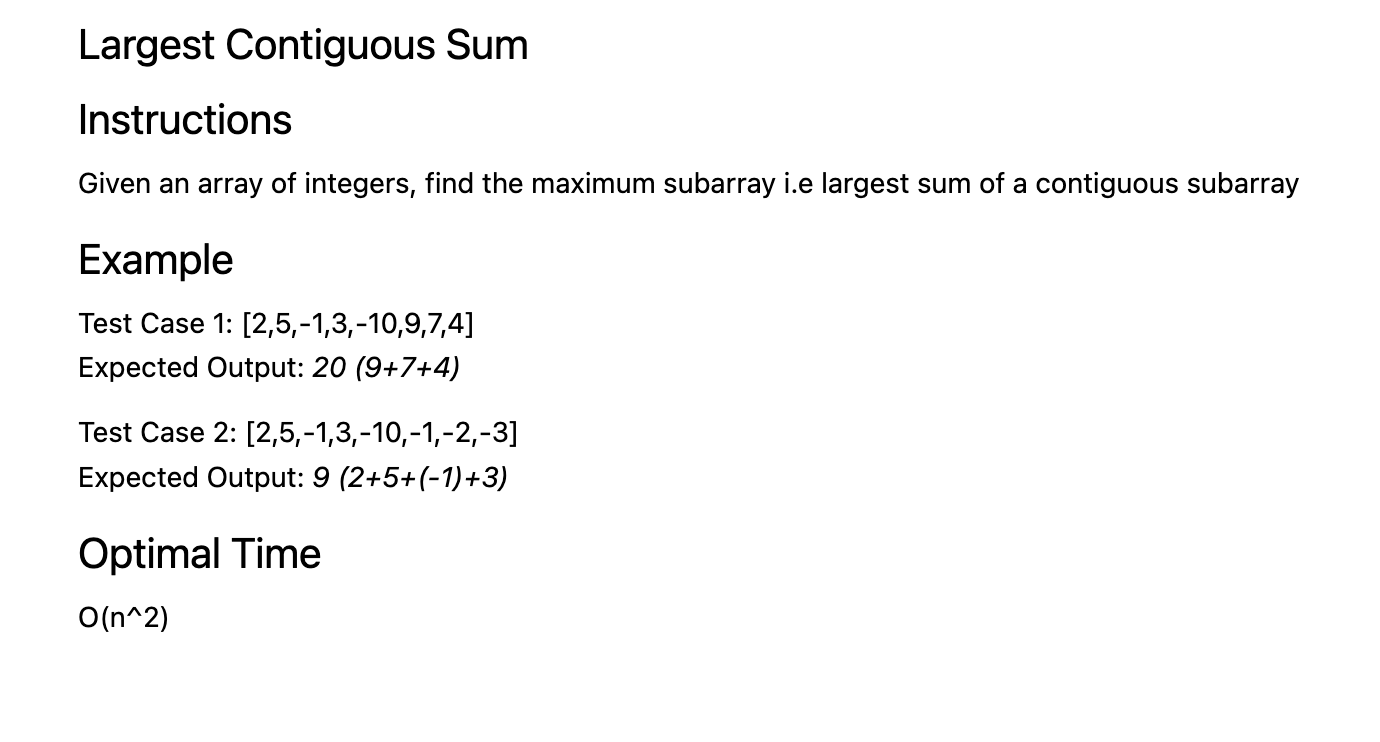 Largest Contiguous Sum
Instructions
Given an array of integers, find the maximum subarray i.e largest sum of a contiguous subarray
Example
Test Case 1: [2,5,-1,3,-10,9,7,4]
Expected Output: 20 (9+7+4)
Test Case 2: [2,5,-1,3,-10,-1,-2,-3]
Expected Output: 9 (2+5+(-1)+3)
Optimal Time
O(n^2)